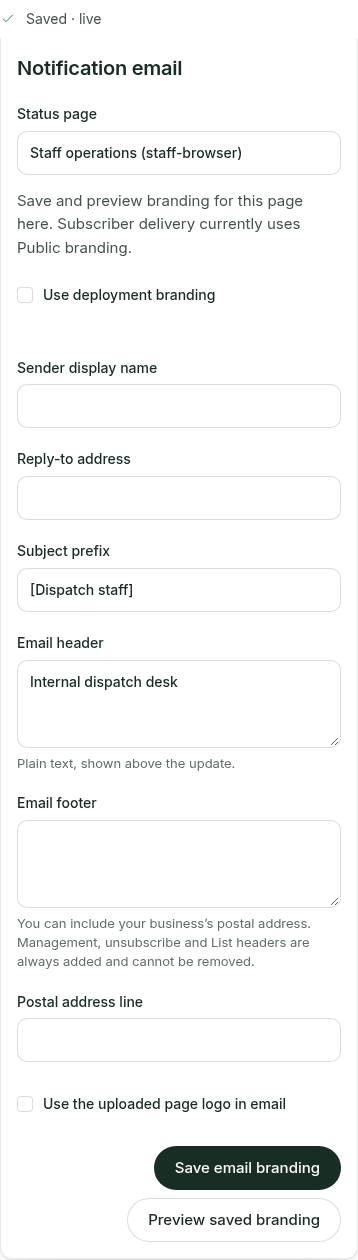 Saved · live
Notification email
Status page
Staff operations (staff-browser)
Save and preview branding for this page
here. Subscriber delivery currently uses
Public branding.
Use deployment branding
Sender display name
Reply-to address
Subject prefix
[Dispatch staff]
Email header
Internal dispatch desk
Plain text, shown above the update.
Email footer
You can include your business’s postal address.
Management, unsubscribe and List headers are
always added and cannot be removed.
Postal address line
Use the uploaded page logo in email
Save email branding
Preview saved branding